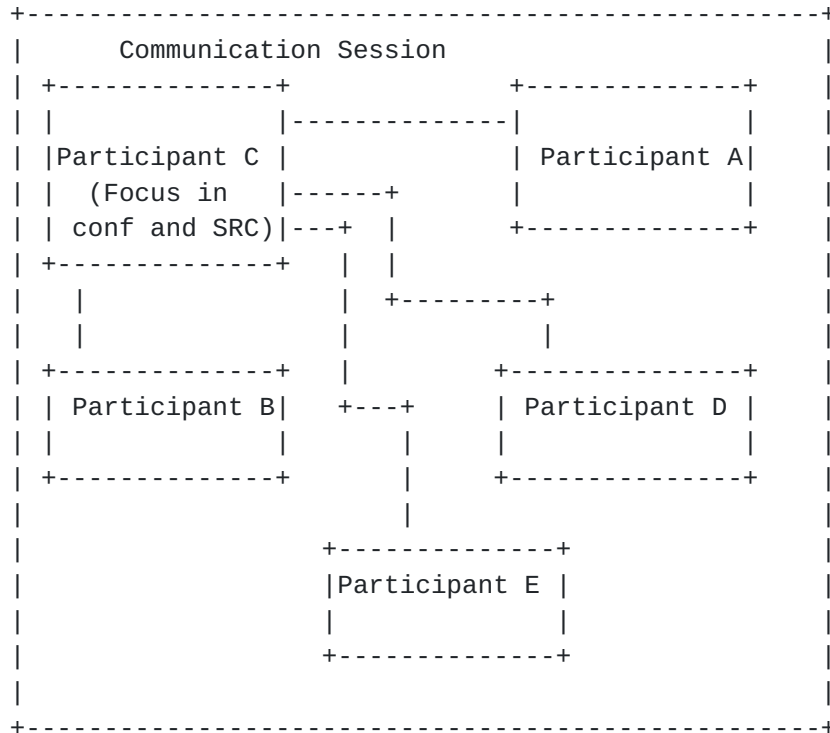 Communication Session
Participant C
Participant A
(Focus in
conf and SRC)
Participant B
Participant D
Participant E